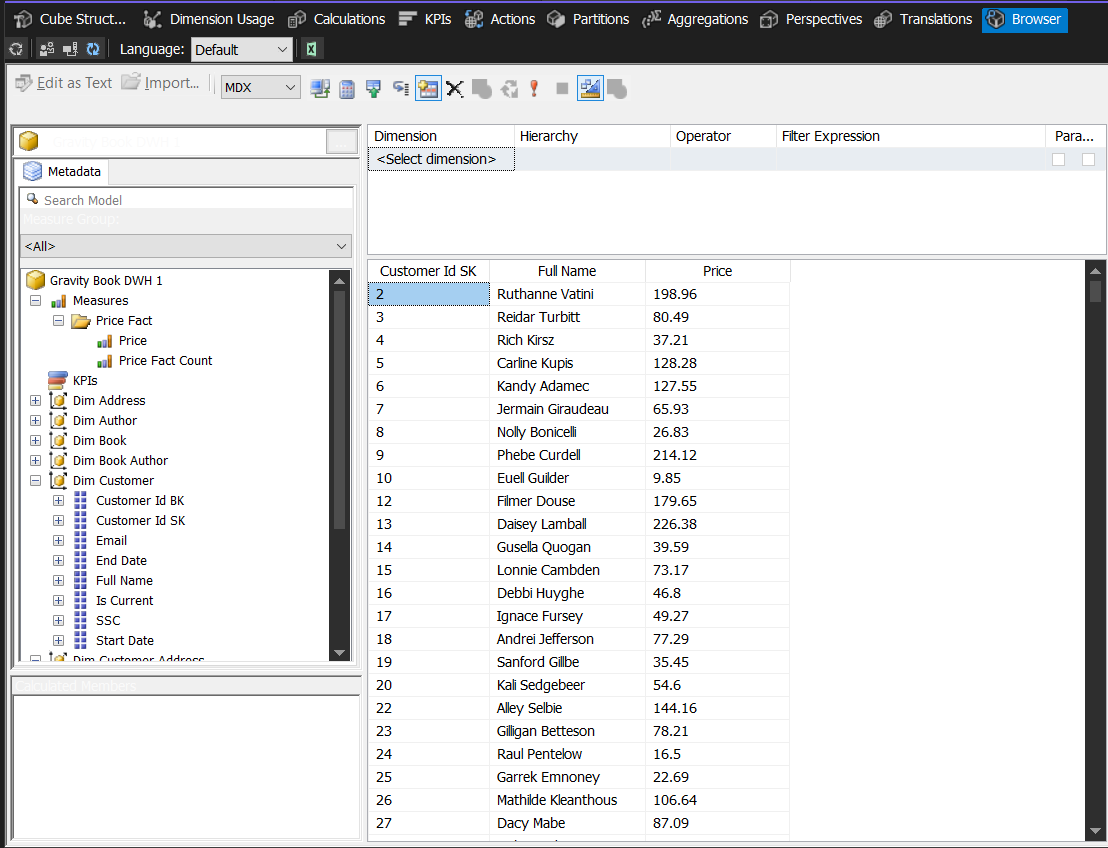 Cube Struct... Dimension Usage Calculations KPIs Actions Partitions Aggregations Perspectives Translations Browser
Language: Default
Edit as Text Import... MDX
Gravity Book DWH 1 ...
Metadata
Search Model
Measure Group:
<All>
Gravity Book DWH 1
Measures
Price Fact
Price
Price Fact Count
KPIs
Dim Address
Dim Author
Dim Book
Dim Book Author
Dim Customer
Customer Id BK
Customer Id SK
Email
End Date
Full Name
Is Current
SSC
Start Date
Dim Customer Address
Calculated Members
Dimension Hierarchy Operator Filter Expression Para...
<Select dimension>
Customer Id SK Full Name Price
2 Ruthanne Vatini 198.96
3 Reidar Turbitt 80.49
4 Rich Kirsz 37.21
5 Carline Kupis 128.28
6 Kandy Adamec 127.55
7 Jermain Giraudeau 65.93
8 Nolly Bonicelli 26.83
9 Phebe Curdell 214.12
10 Euell Guilder 9.85
12 Filmer Douse 179.65
13 Daisey Lamball 226.38
14 Gusella Quogan 39.59
15 Lonnie Cambden 73.17
16 Debbi Huyghe 46.8
17 Ignace Fursey 49.27
18 Andrei Jefferson 77.29
19 Sanford Gillbe 35.45
20 Kali Sedgebeer 54.6
22 Alley Selbie 144.16
23 Gilligan Betteson 78.21
24 Raul Pentelow 16.5
25 Garrek Emnoney 22.69
26 Mathilde Kleanthous 106.64
27 Dacy Mabe 87.09